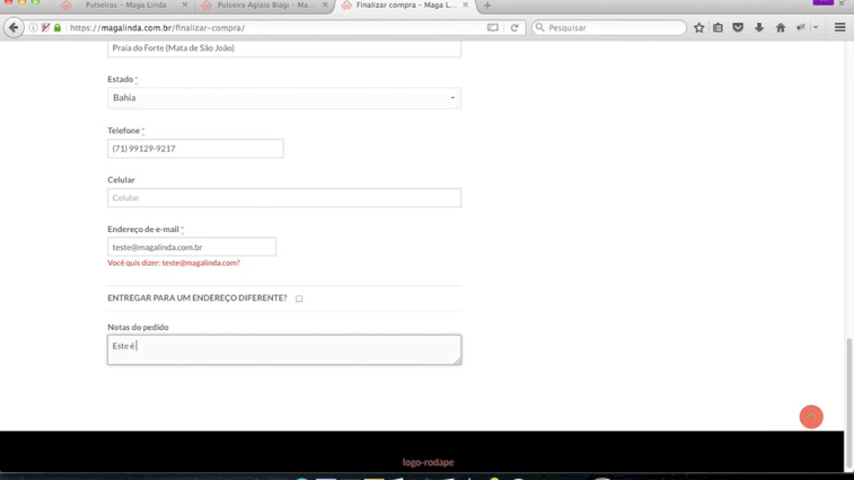 Pulseiras – Maga Linda
Pulseira Aglaia Biagi – Ma...
Finalizar compra – Maga L...
https://magalinda.com.br/finalizar-compra/
Pesquisar
Praia do Forte (Mata de São João)
Estado *
Bahia
Telefone *
(71) 99129-9217
Celular
Celular
Endereço de e-mail *
teste@magalinda.com.br
Você quis dizer: teste@magalinda.com?
ENTREGAR PARA UM ENDEREÇO DIFERENTE?
Notas do pedido
Este é
logo-rodape